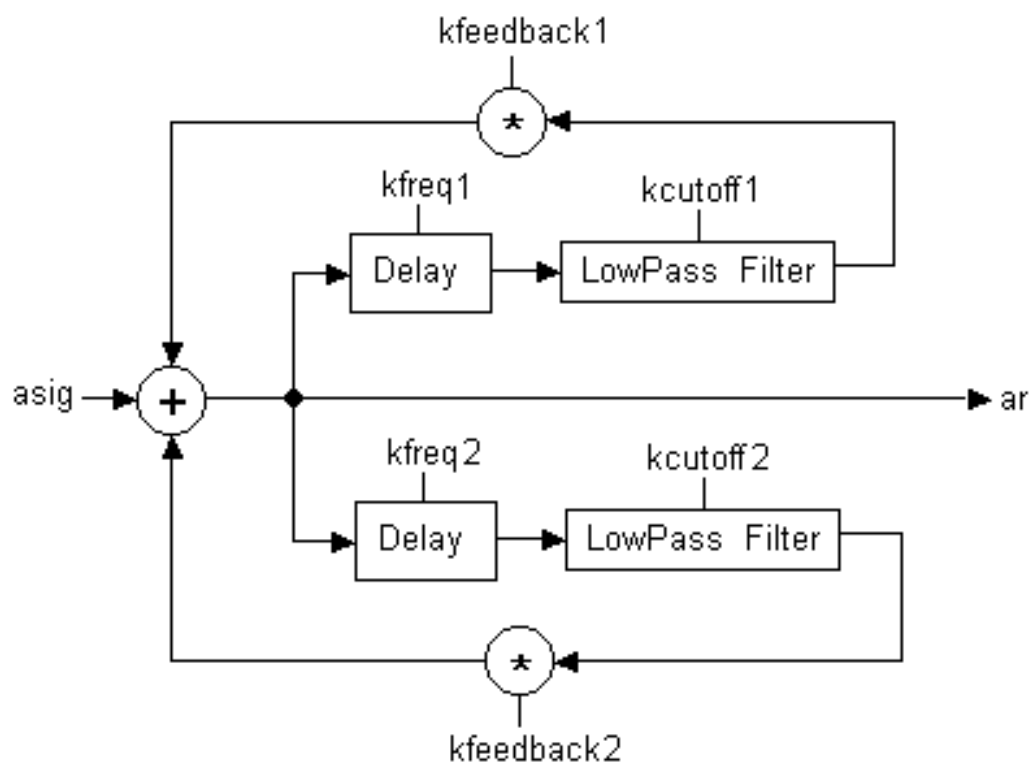 kfeedback1
*
kfreq1
kcutoff1
Delay
LowPass Filter
asig
+
ar
kfreq2
kcutoff2
Delay
LowPass Filter
*
kfeedback2